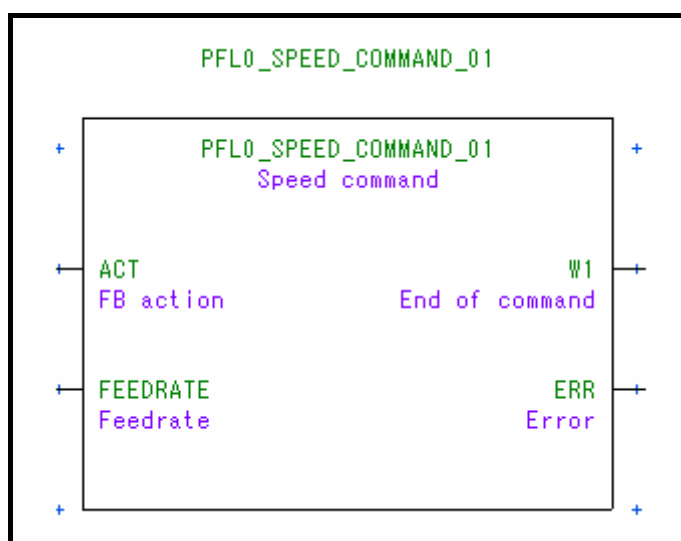 PFL0_SPEED_COMMAND_01
PFL0_SPEED_COMMAND_01
Speed command
ACT W1
FB action End of command
FEEDRATE ERR
Feedrate Error